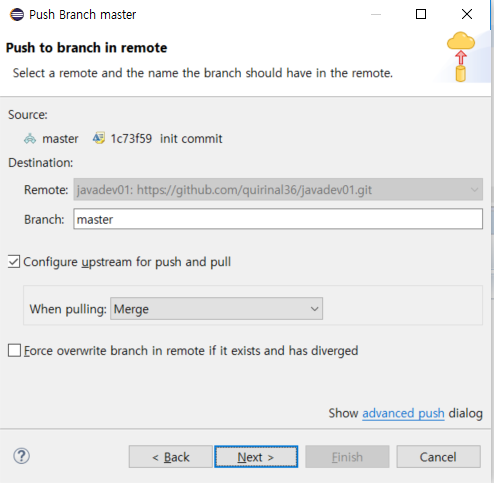 Push Branch master
Push to branch in remote
Select a remote and the name the branch should have in the remote.
Source:
master 1c73f59 init commit
Destination:
Remote: javadev01: https://github.com/quirinal36/javadev01.git
Branch: master
Configure upstream for push and pull
When pulling: Merge
Force overwrite branch in remote if it exists and has diverged
Show advanced push dialog
? < Back Next > Finish Cancel